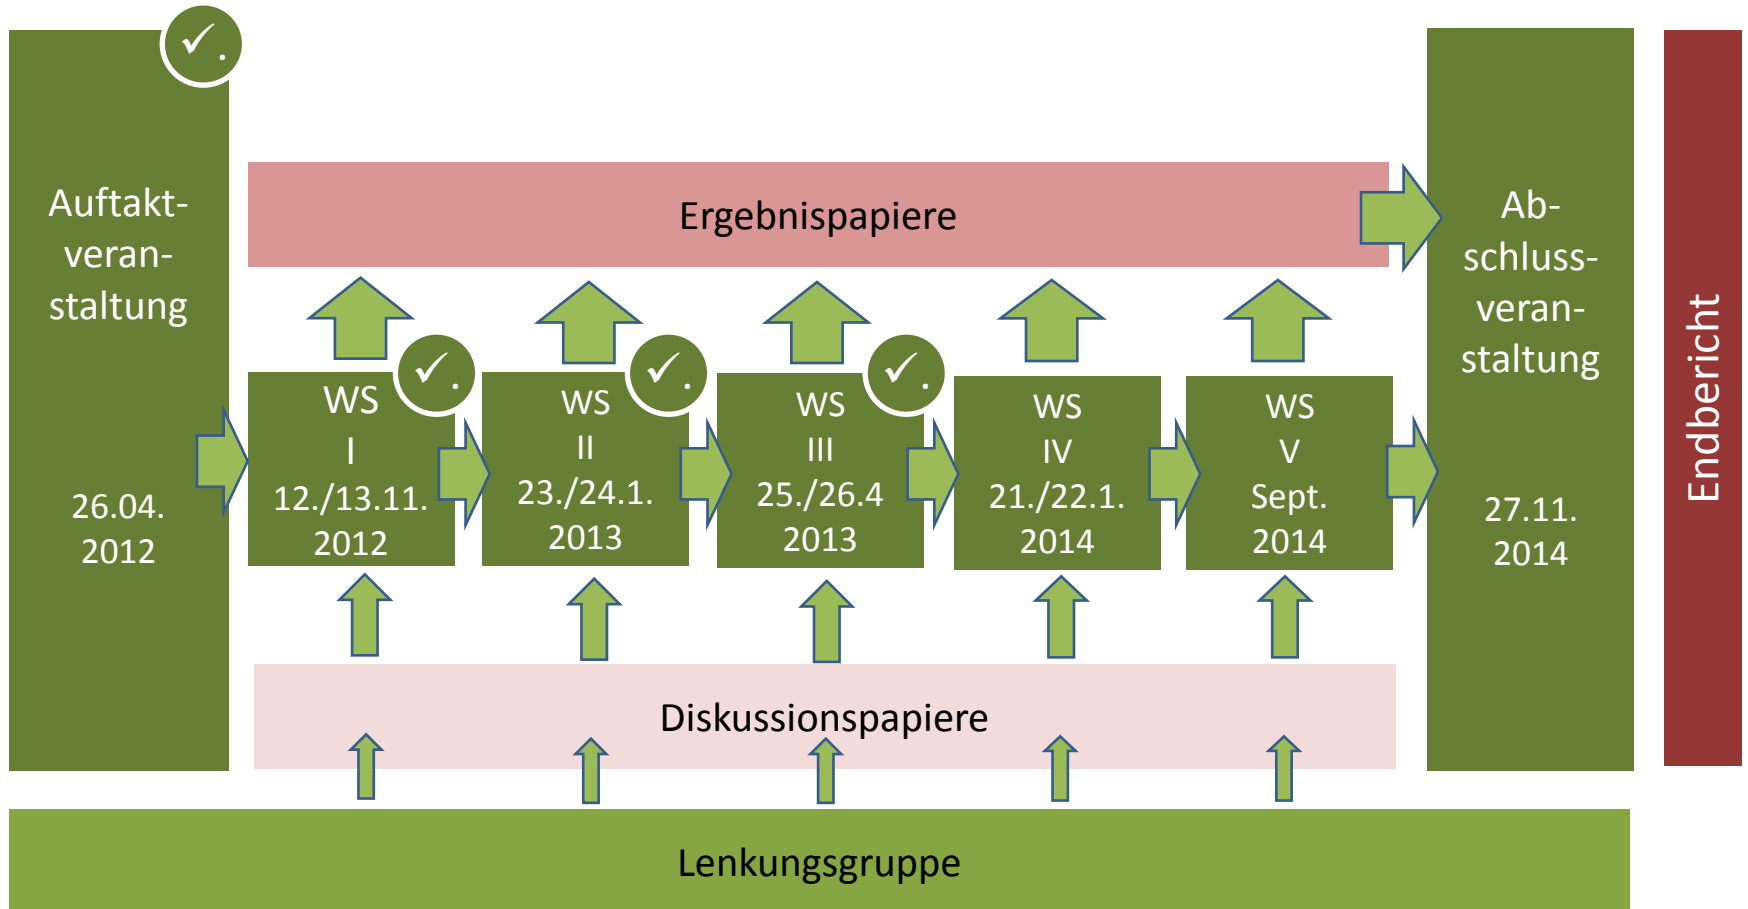 ✓.
Auftakt-
veran-
staltung
26.04.
2012
Ergebnispapiere
✓.
WS
I
12./13.11.
2012
✓.
WS
II
23./24.1.
2013
✓.
WS
III
25./26.4
2013
WS
IV
21./22.1.
2014
WS
V
Sept.
2014
Diskussionspapiere
Ab-
schluss-
veran-
staltung
27.11.
2014
Endbericht
Lenkungsgruppe